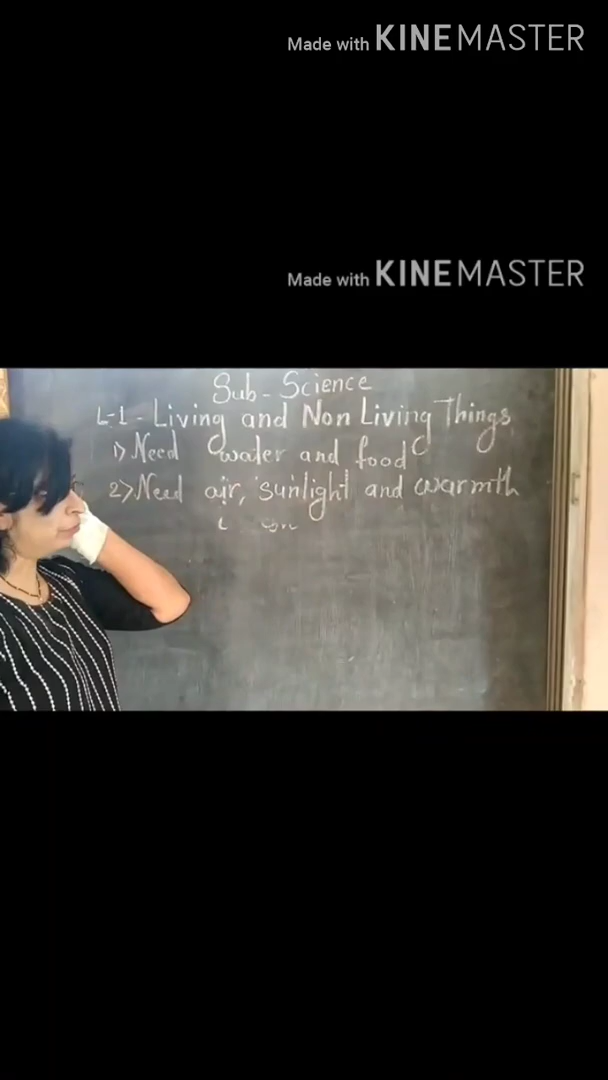 Made with KINEMASTER
Made with KINEMASTER
Sub - Science
L-1 - Living and Non Living Things
1) Need water and food
2) Need air, sunlight and warmth